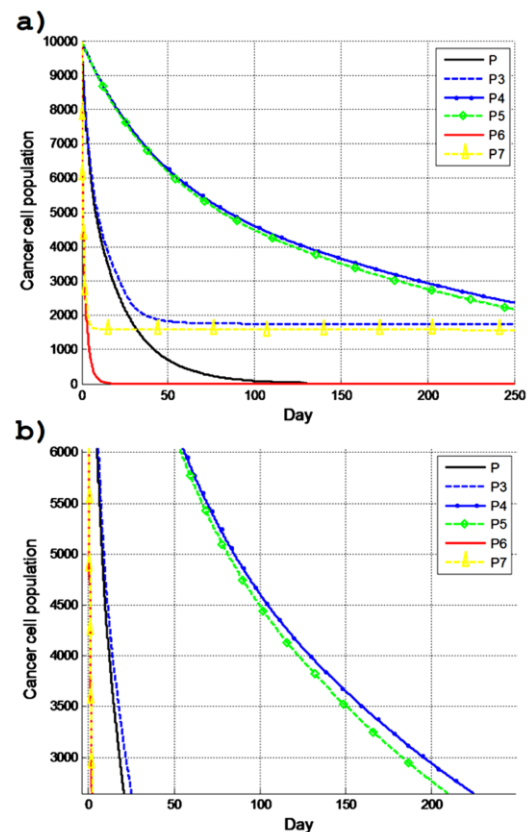 a)
10000
9000
8000
7000
6000
5000
4000
3000
2000
1000
0
Cancer cell population
0 50 100 150 200 250
Day
P
P3
P4
P5
P6
P7
b)
6000
5500
5000
4500
4000
3500
3000
Cancer cell population
0 50 100 150 200
Day
P
P3
P4
P5
P6
P7